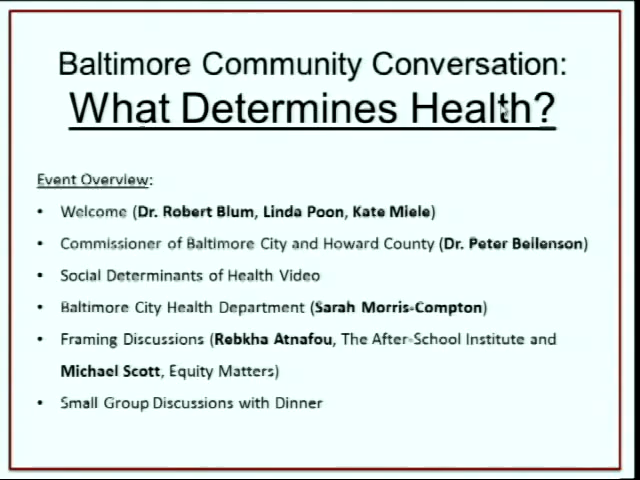 Baltimore Community Conversation:
What Determines Health?
Event Overview:
• Welcome (Dr. Robert Blum, Linda Poon, Kate Miele)
• Commissioner of Baltimore City and Howard County (Dr. Peter Beilenson)
• Social Determinants of Health Video
• Baltimore City Health Department (Sarah Morris-Compton)
• Framing Discussions (Rebkha Atnafou, The After-School Institute and
Michael Scott, Equity Matters)
• Small Group Discussions with Dinner